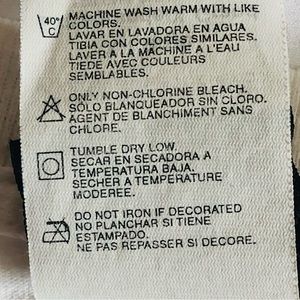 40°
C
MACHINE WASH WARM WITH LIKE
COLORS.
LAVAR EN LAVADORA EN AGUA
TIBIA CON COLORES SIMILARES.
LAVER A LA MACHINE A L'EAU
TIEDE AVEC COULEURS
SEMBLABLES.
ONLY NON-CHLORINE BLEACH.
SÓLO BLANQUEADOR SIN CLORO.
AGENT DE BLANCHIMENT SANS
CHLORE.
TUMBLE DRY LOW.
SECAR EN SECADORA A
TEMPERATURA BAJA.
SECHER A TEMPERATURE
MODEREE.
DO NOT IRON IF DECORATED
NO PLANCHAR SI TIENE
ESTAMPADO.
NE PAS REPASSER SI DECORE.